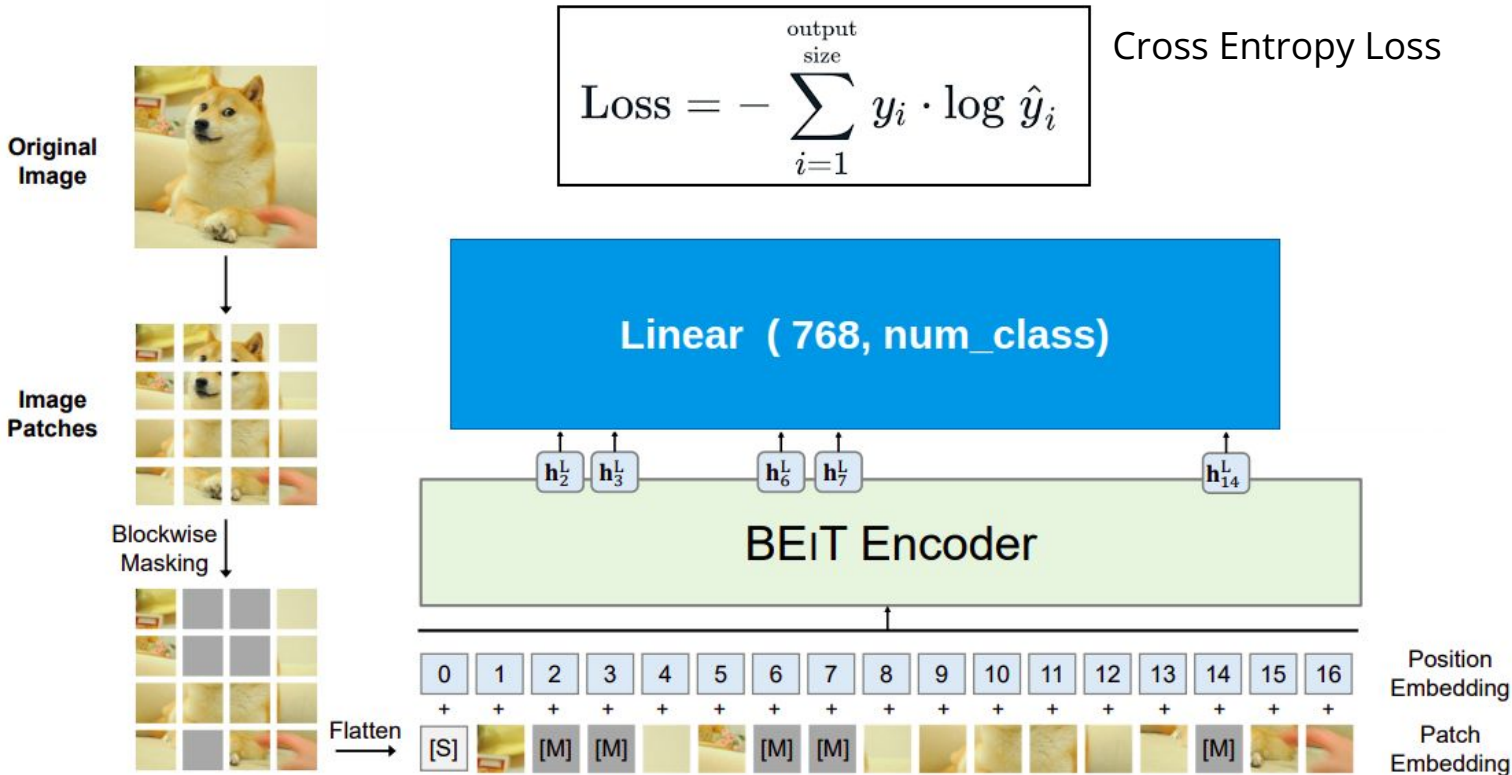 Loss = − ∑ output size i=1 yᵢ · log ŷᵢ
Cross Entropy Loss
Original
Image
Image
Patches
Blockwise
Masking
Flatten
Linear ( 768, num_class)
h₂ᴸ h₃ᴸ h₆ᴸ h₇ᴸ h₁₄ᴸ
BEIT Encoder
0 1 2 3 4 5 6 7 8 9 10 11 12 13 14 15 16
Position
Embedding
+ + + + + + + + + + + + + + + + +
[S] [M] [M] [M] [M] [M]
Patch
Embedding